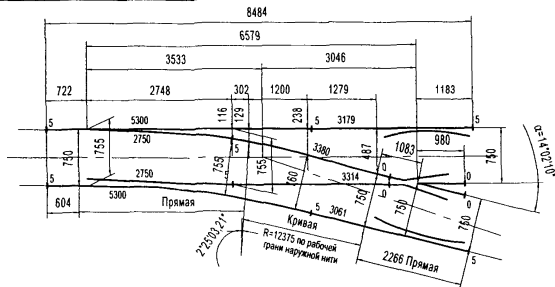 8484
6579
3533 3046
722 2748 302 1200 1279 1183
5 5300 116 129 238 5 3179 5
2750 3380 980
750 755 5 755 755 760 487 1083 750 α=14°02'10"
2750 3314 0 0 0
5 5 0
5300 3061 750 750
604 Прямая Кривая 5
2°25'03,21" R=12375 по рабочей
грани наружной нити
2266 Прямая